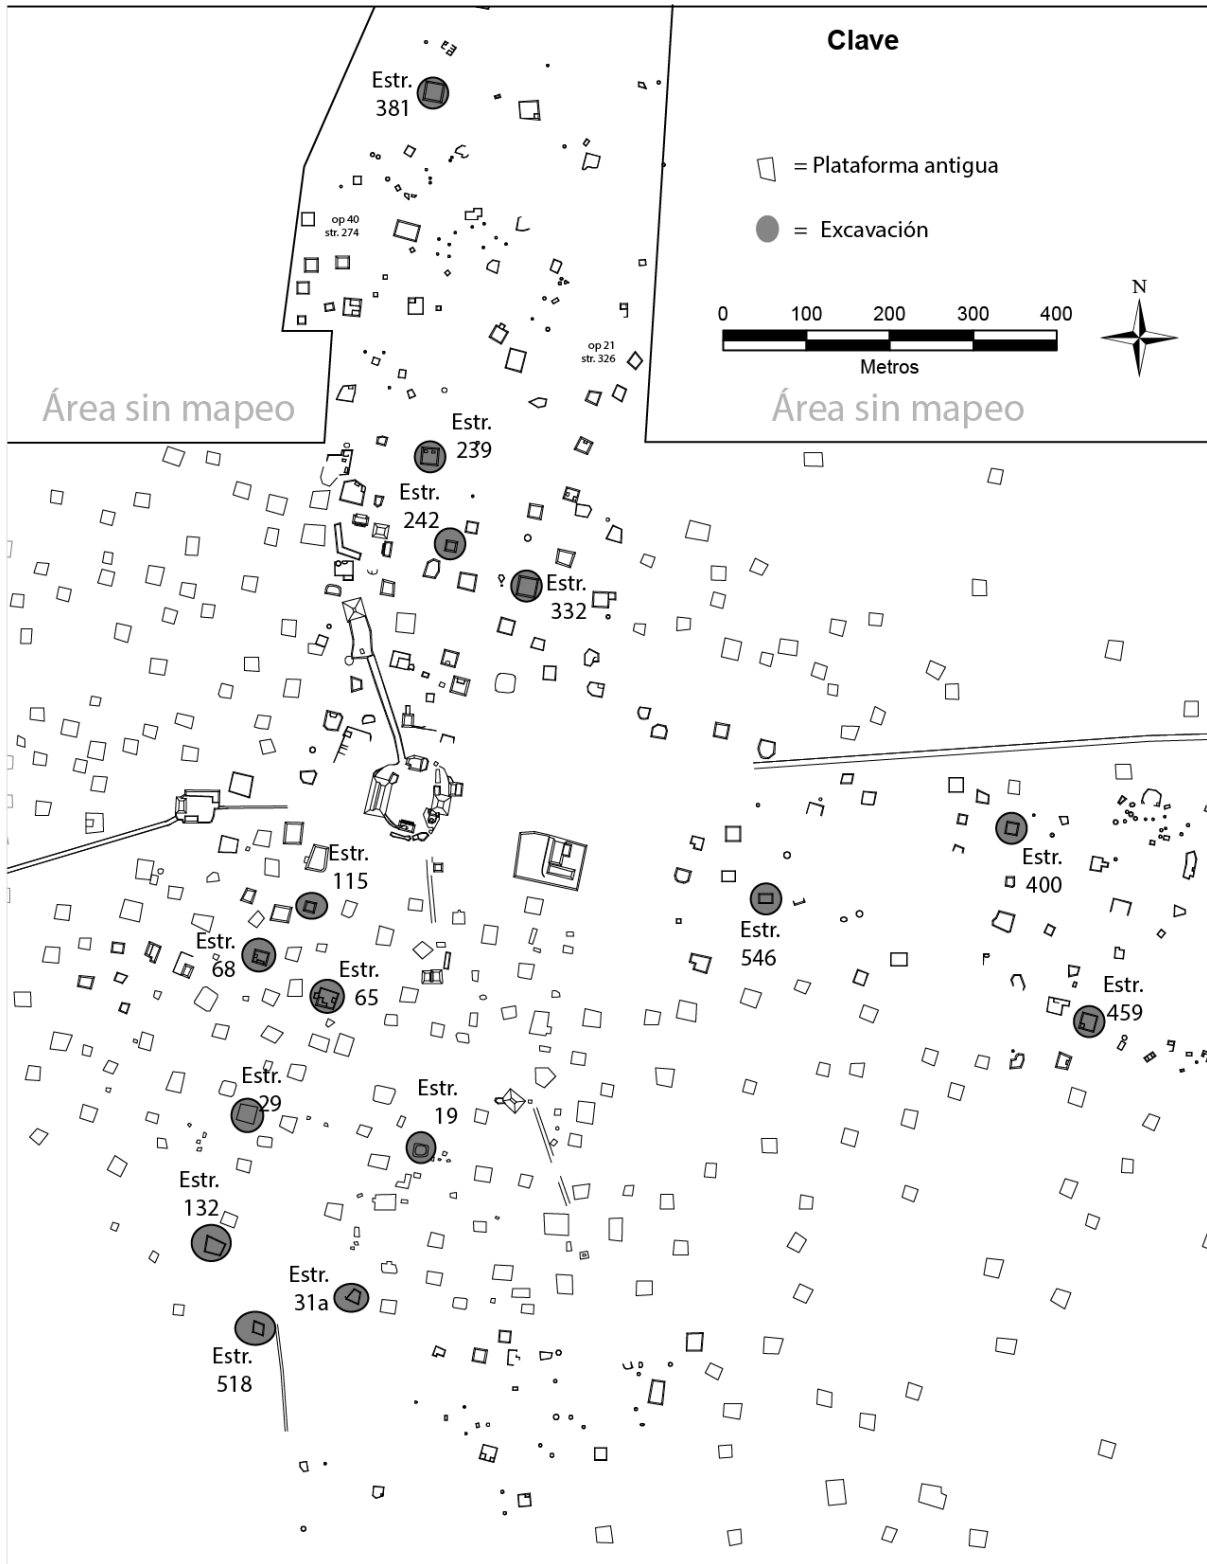 Clave
Estr.
381
= Plataforma antigua
op 40
str. 274
= Excavación
N
0 100 200 300 400
Metros
op 21
str. 326
Área sin mapeo
Área sin mapeo
Estr.
239
Estr.
242
Estr.
332
Estr.
115
Estr.
400
Estr.
68
Estr.
546
Estr.
65
Estr.
459
Estr.
29
Estr.
19
Estr.
132
Estr.
31a
Estr.
518